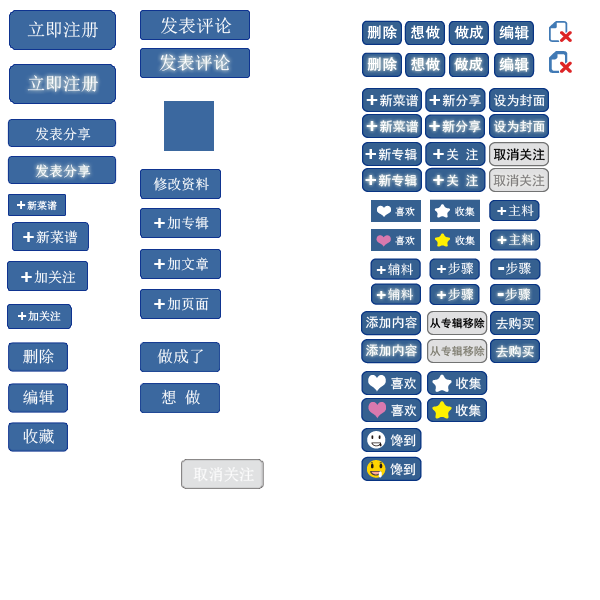 立即注册
立即注册
发表分享
发表分享
+新菜谱
+新菜谱
+加关注
+加关注
删除
编辑
收藏
发表评论
发表评论
修改资料
+加专辑
+加文章
+加页面
做成了
想 做
取消关注
删除 想做 做成 编辑
删除 想做 做成 编辑
+新菜谱 +新分享 设为封面
+新菜谱 +新分享 设为封面
+新专辑 +关 注 取消关注
+新专辑 +关 注 取消关注
喜欢 收集 +主料
喜欢 收集 +主料
+辅料 +步骤 -步骤
+辅料 +步骤 -步骤
添加内容 从专辑移除 去购买
添加内容 从专辑移除 去购买
喜欢 收集
喜欢 收集
馋到
馋到